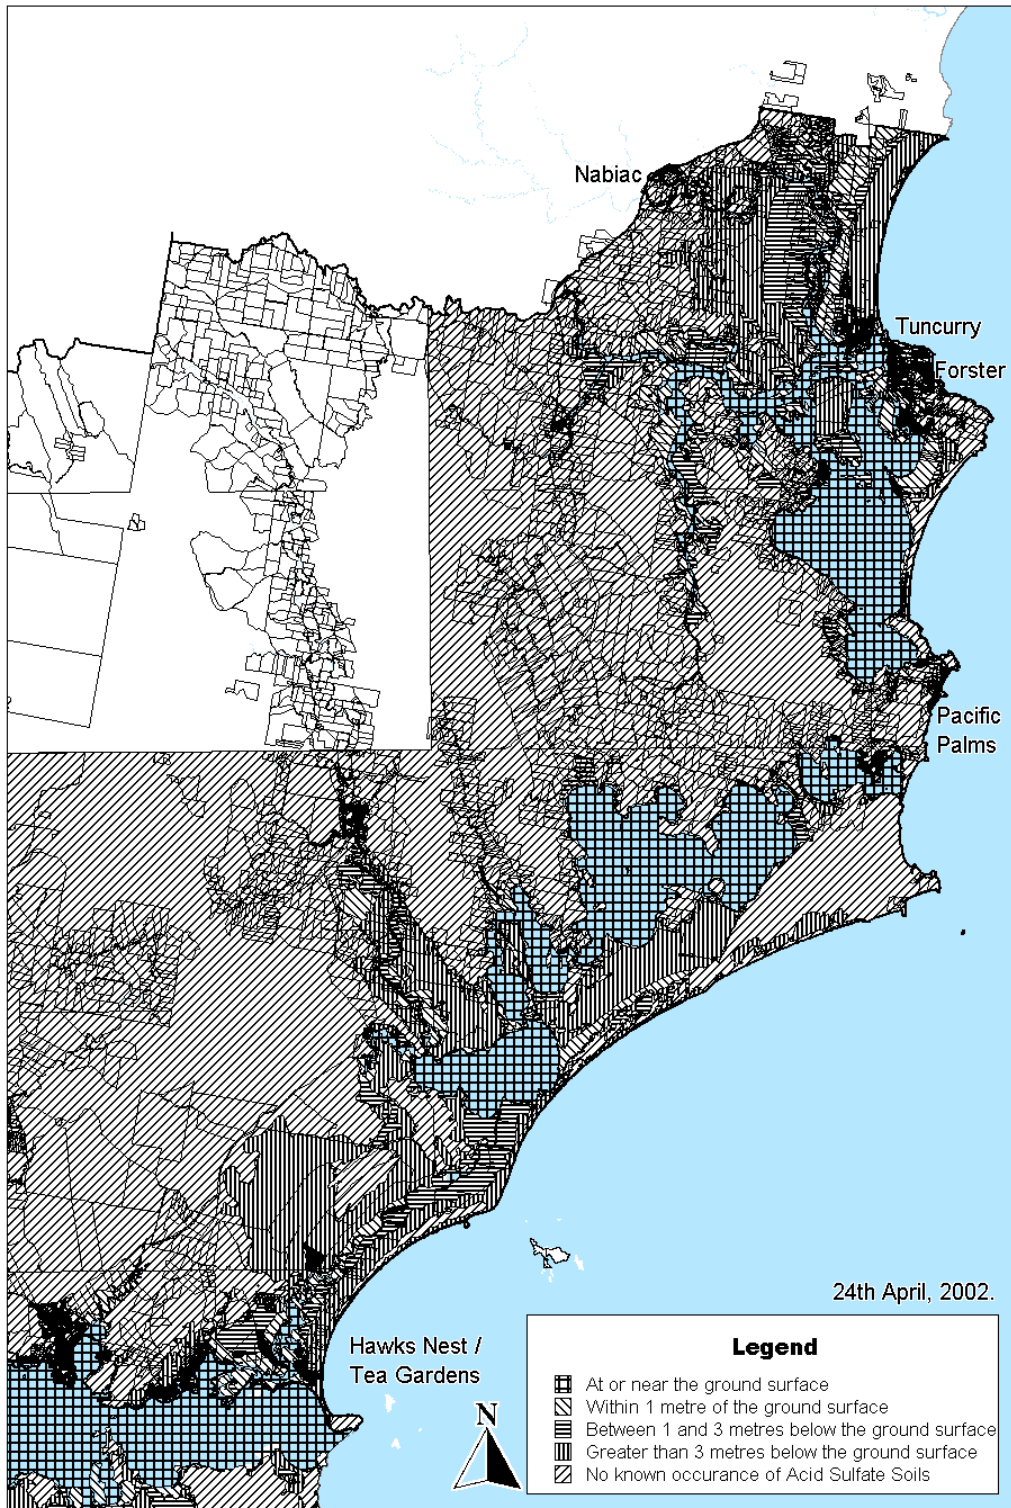 Nabiac
Tuncurry
Forster
Pacific
Palms
24th April, 2002.
Hawks Nest /
Tea Gardens
N
Legend
At or near the ground surface
Within 1 metre of the ground surface
Between 1 and 3 metres below the ground surface
Greater than 3 metres below the ground surface
No known occurance of Acid Sulfate Soils